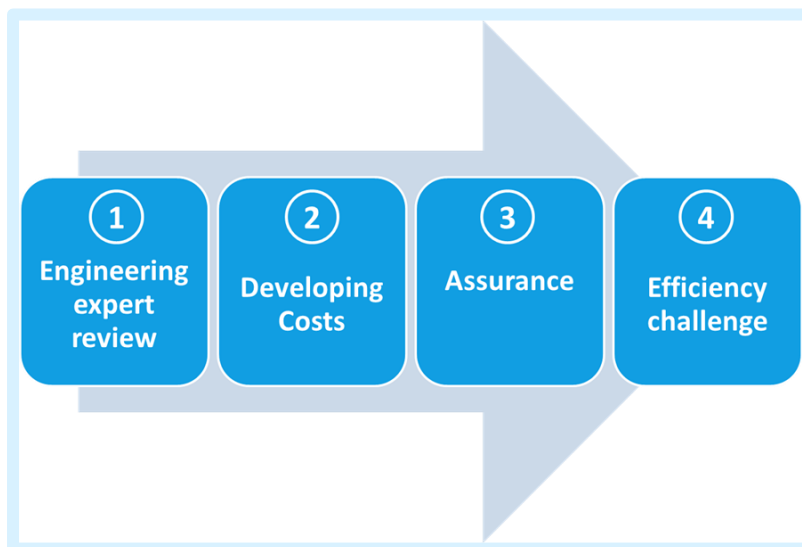 1
Engineering
expert
review
2
Developing
Costs
3
Assurance
4
Efficiency
challenge